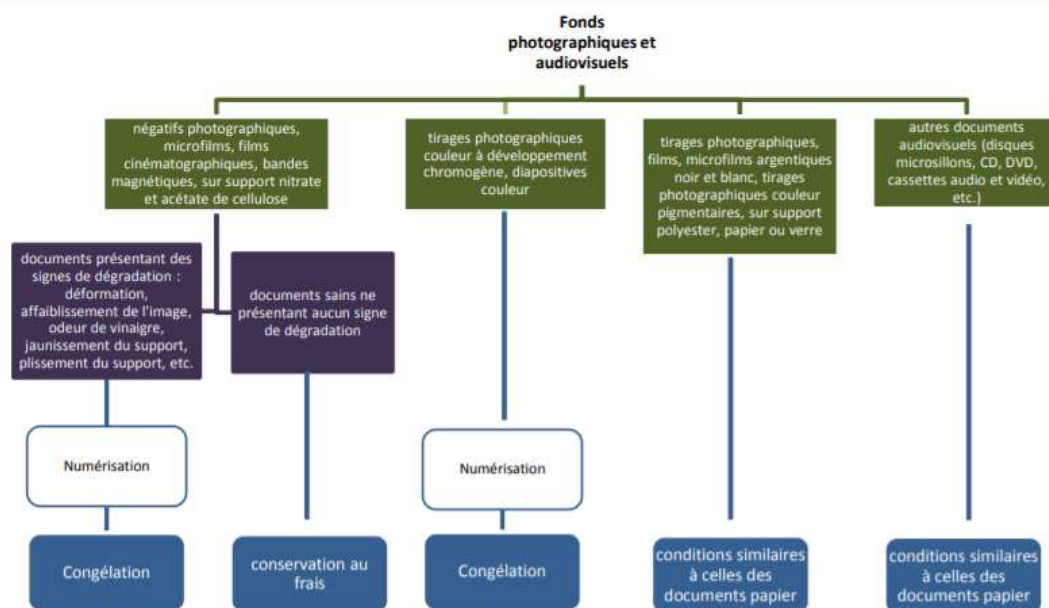 Fonds
photographiques et
audiovisuels
négatifs photographiques,
microfilms, films
cinématographiques, bandes
magnétiques, sur support nitrate
et acétate de cellulose
tirages photographiques
couleur à développement
chromogène, diapositives
couleur
tirages photographiques,
films, microfilms argentiques
noir et blanc, tirages
photographiques couleur
pigmentaires, sur support
polyester, papier ou verre
autres documents
audiovisuels (disques
microsillons, CD, DVD,
cassettes audio et vidéo,
etc.)
documents présentant des
signes de dégradation :
déformation,
affaiblissement de l'image,
odeur de vinaigre,
jaunissement du support,
plissement du support, etc.
documents sains ne
présentant aucun signe
de dégradation
Numérisation
Numérisation
Congélation
conservation au
frais
Congélation
conditions similaires
à celles des
documents papier
conditions similaires
à celles des
documents papier